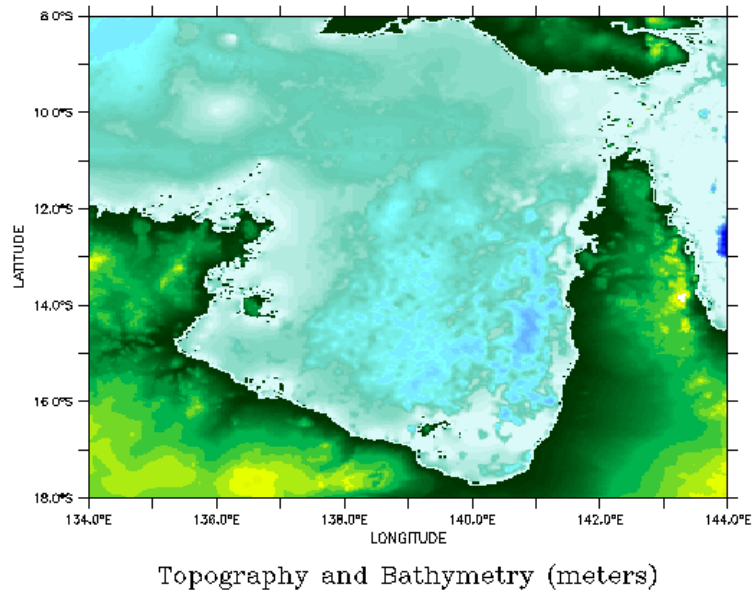 8.0°S
10.0°S
12.0°S
14.0°S
16.0°S
18.0°S
LATITUDE
134.0°E 136.0°E 138.0°E 140.0°E 142.0°E 144.0°E
LONGITUDE
Topography and Bathymetry (meters)